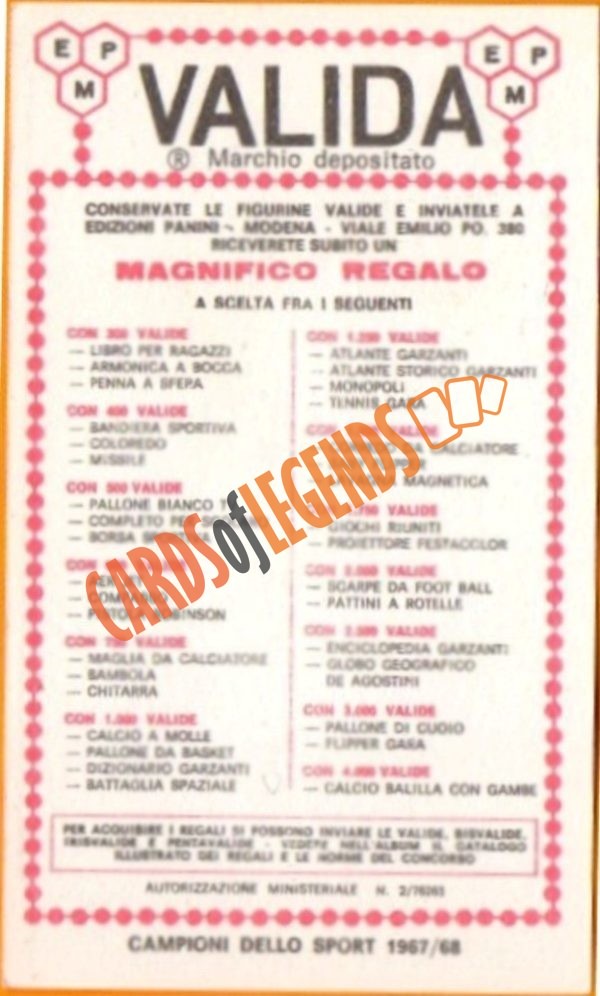 E P
M
E P
M
VALIDA
® Marchio depositato
CONSERVATE LE FIGURINE VALIDE E INVIATELE A
EDIZIONI PANINI - MODENA - VIALE EMILIO PO. 380
RICEVERETE SUBITO UN
MAGNIFICO REGALO
A SCELTA FRA I SEGUENTI
CON 300 VALIDE
— LIBRO PER RAGAZZI
— ARMONICA A BOCCA
— PENNA A SFERA
CON 400 VALIDE
— BANDIERA SPORTIVA
— COLOREDO
— MISSILE
CON 500 VALIDE
— PALLONE BIANCO
— COMPLETO
— BORSA
CON
VALIDE
— MAGLIA DA CALCIATORE
— BAMBOLA
— CHITARRA
CON 1.000 VALIDE
— CALCIO A MOLLE
— PALLONE DA BASKET
— DIZIONARIO GARZANTI
— BATTAGLIA SPAZIALE
CON 1.250 VALIDE
— ATLANTE GARZANTI
— ATLANTE STORICO GARZANTI
— MONOPOLI
— TENNIS GARA
CALCIATORE
MAGNETICA
GIOCHI RIUNITI
— PROIETTORE FESTACOLOR
CON 2.000 VALIDE
— SCARPE DA FOOT BALL
— PATTINI A ROTELLE
CON 2.500 VALIDE
— ENCICLOPEDIA GARZANTI
— GLOBO GEOGRAFICO
DE AGOSTINI
CON 3.000 VALIDE
— PALLONE DI CUOIO
— FLIPPER GARA
CON 4.000 VALIDE
— CALCIO BALILLA CON GAMBE
PER ACQUISIRE I REGALI SI POSSONO INVIARE LE VALIDE, BISVALIDE,
TRISVALIDE E PENTAVALIDE - VEDETE NELL'ALBUM IL CATALOGO
ILLUSTRATO DEI REGALI E LE NORME DEL CONCORSO
AUTORIZZAZIONE MINISTERIALE N. 2/76263
CAMPIONI DELLO SPORT 1967/68
CARDS of LEGENDS